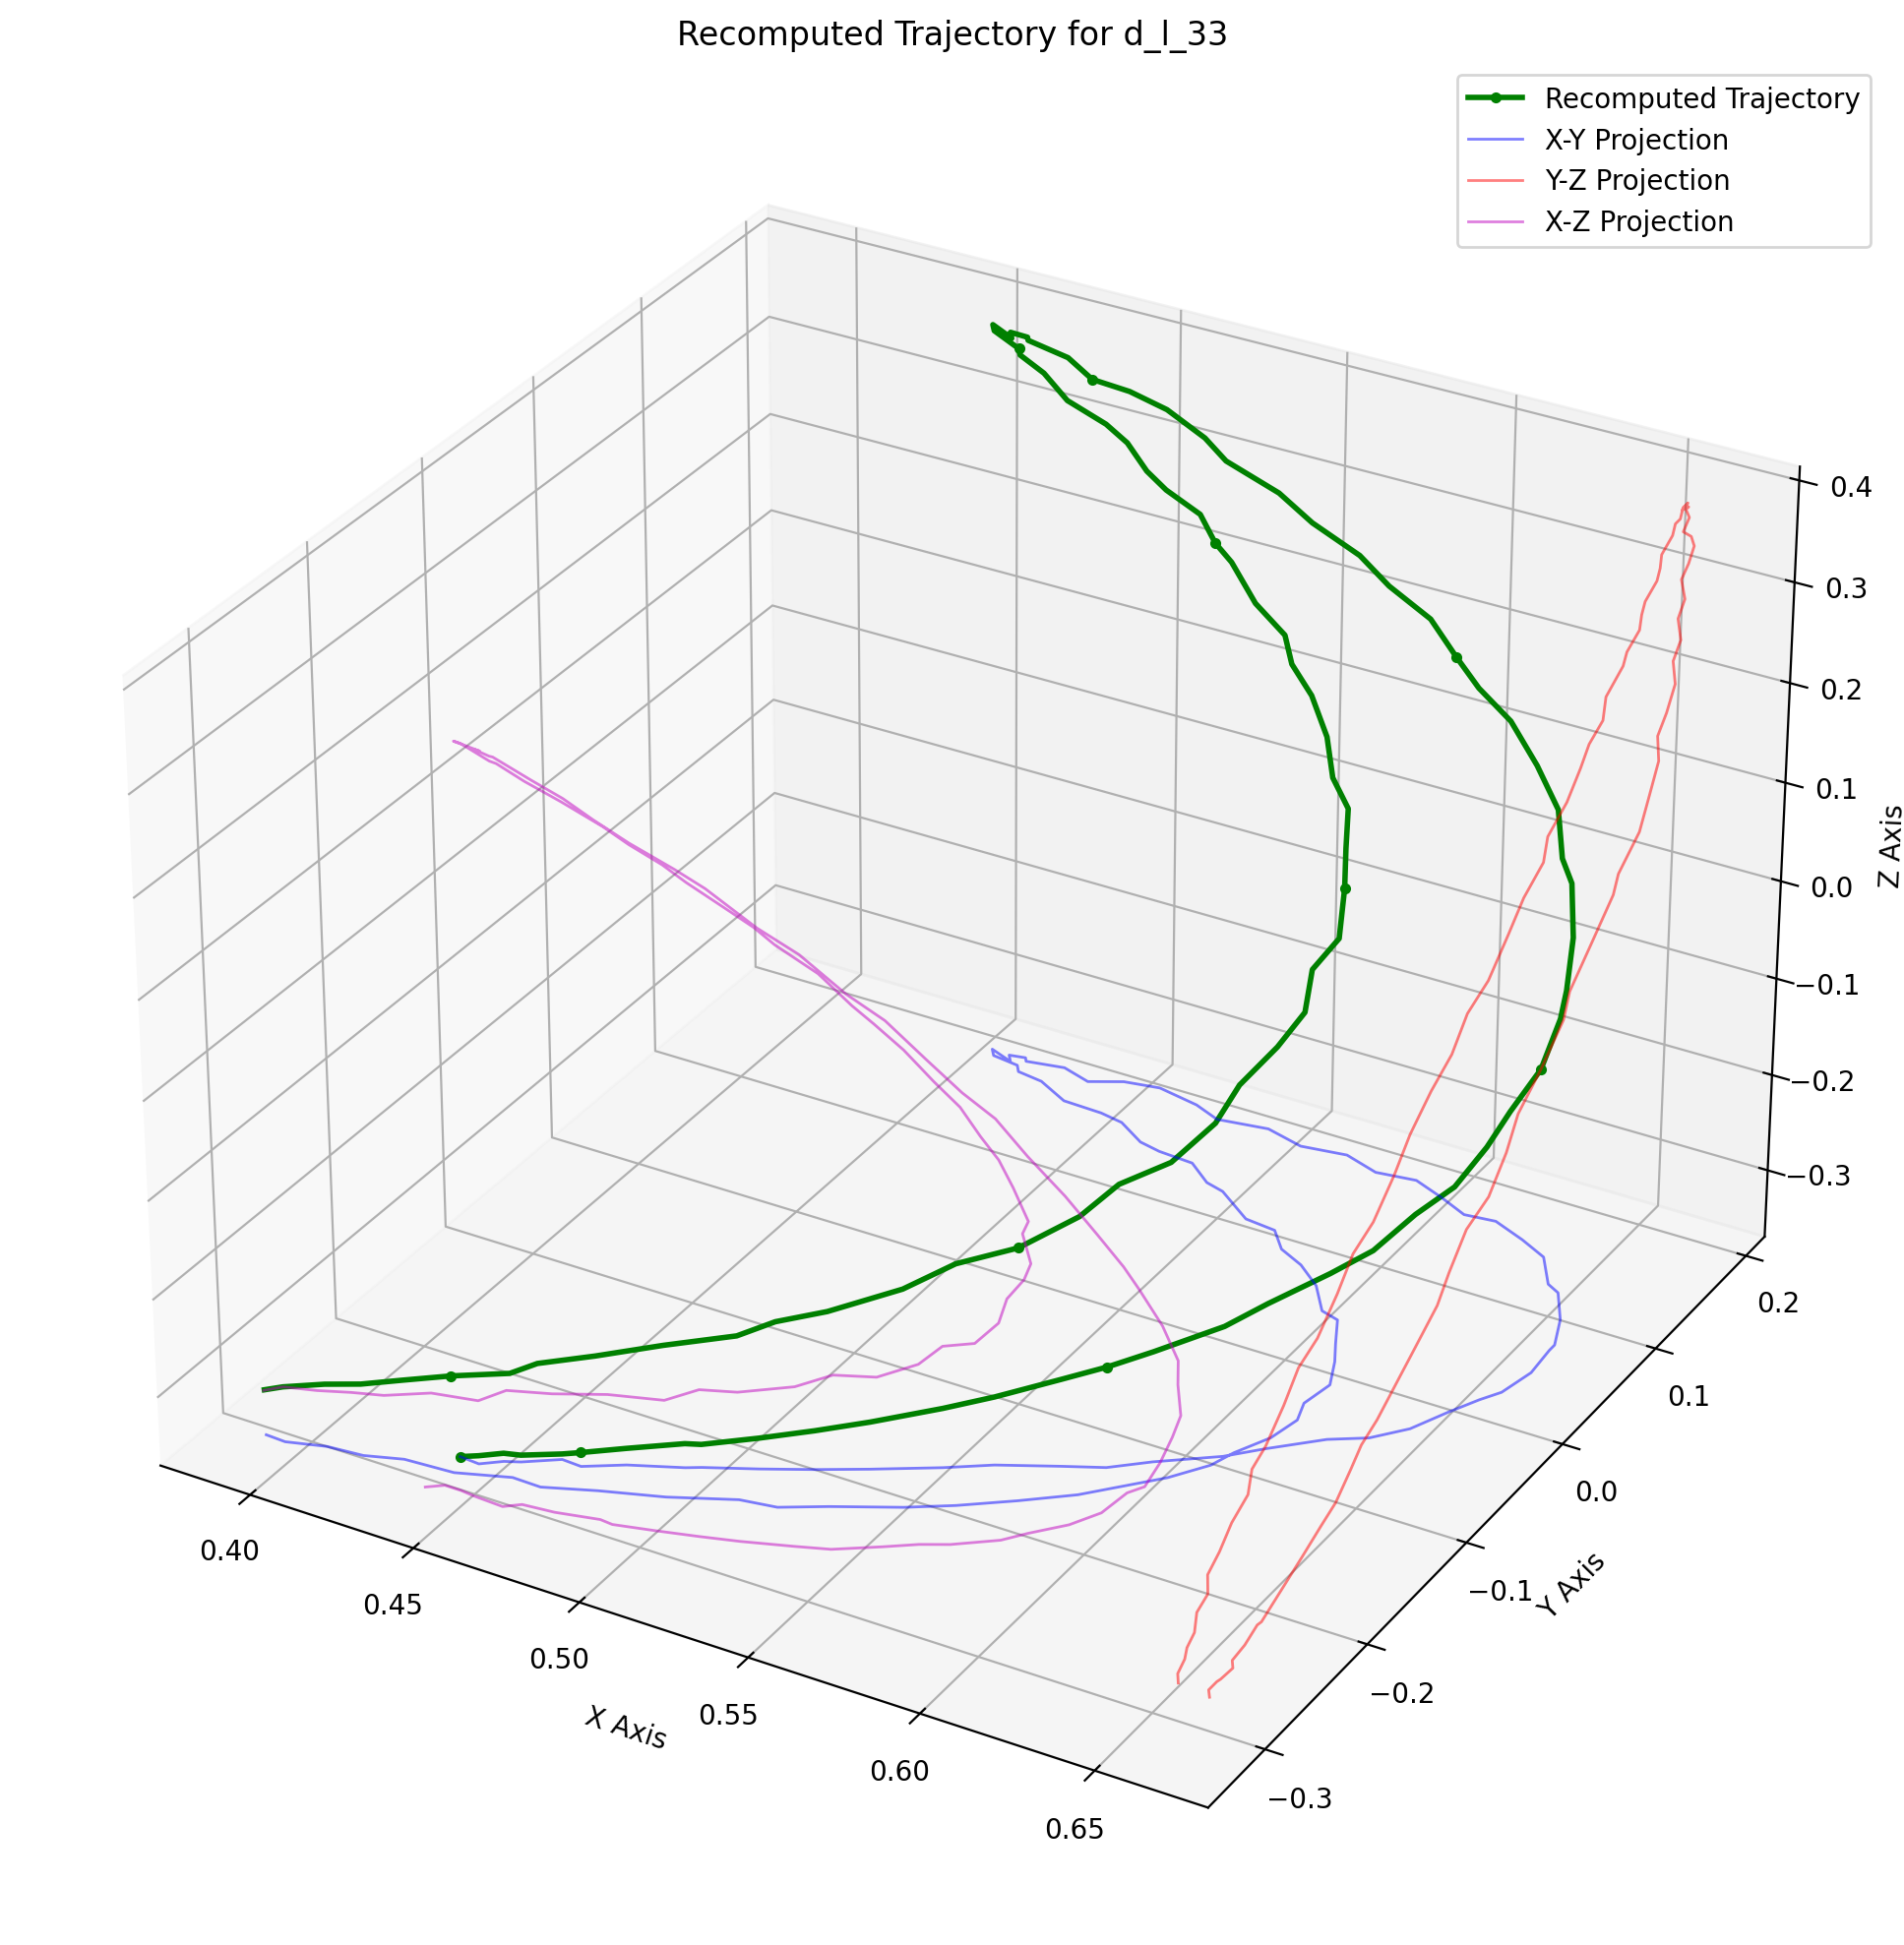 Recomputed Trajectory for d_l_33
Recomputed Trajectory
X-Y Projection
Y-Z Projection
X-Z Projection
0.4
0.3
0.2
0.1
0.0
−0.1
−0.2
−0.3
Z Axis
0.2
0.1
0.0
−0.1
−0.2
−0.3
Y Axis
0.40
0.45
0.50
0.55
0.60
0.65
X Axis